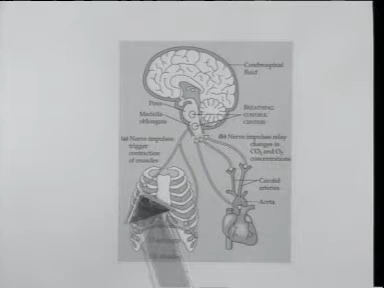 Cerebrospinal
fluid
Pons
Medulla
oblongata
BREATHING
CONTROL
CENTERS
(a) Nerve impulses
trigger
contraction
of muscles
(b) Nerve impulses relay
changes in
CO2 and O2
concentrations
Carotid
arteries
Aorta